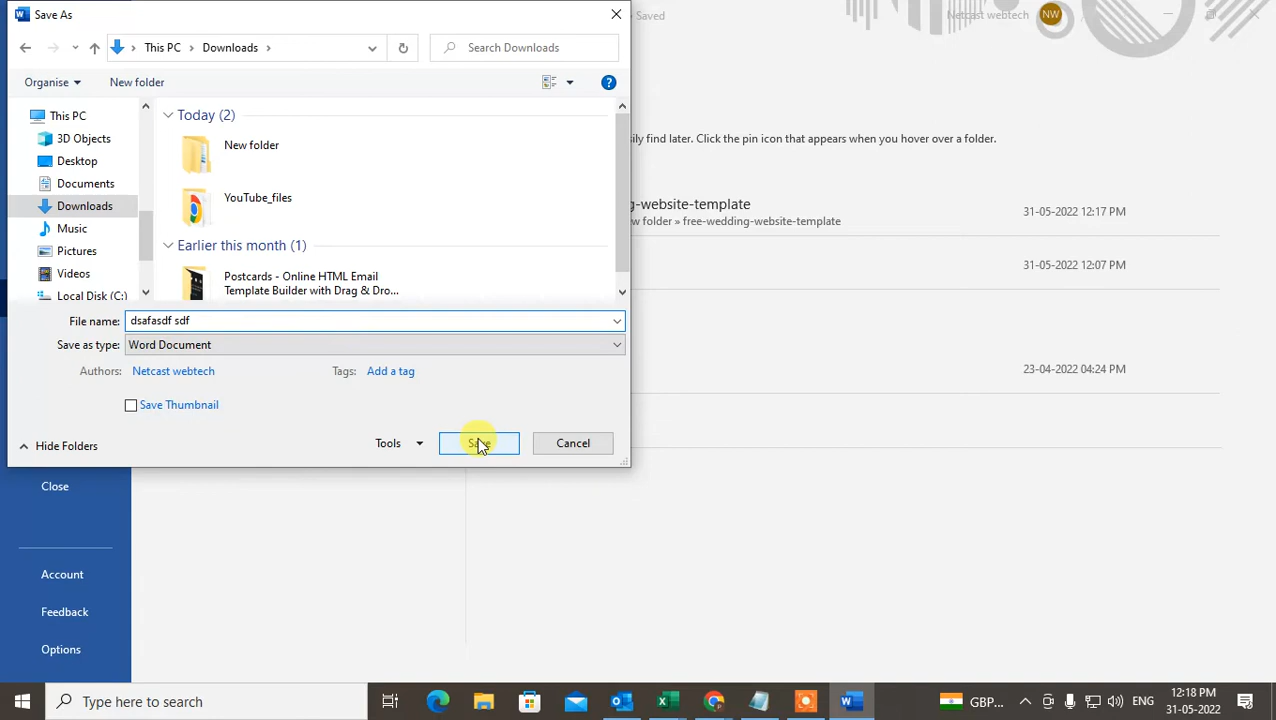 Save As
Saved
Netcast webtech
NW
This PC
Downloads
Search Downloads
Organise
New folder
?
This PC
3D Objects
Desktop
Documents
Downloads
Music
Pictures
Videos
Local Disk (C:)
Today (2)
New folder
YouTube_files
Earlier this month (1)
Postcards - Online HTML Email
Template Builder with Drag & Dro...
File name:
dsafasdf sdf
Save as type:
Word Document
Authors:
Netcast webtech
Tags:
Add a tag
Save Thumbnail
Hide Folders
Tools
Save
Cancel
easily find later. Click the pin icon that appears when you hover over a folder.
g-website-template
31-05-2022 12:17 PM
ew folder » free-wedding-website-template
31-05-2022 12:07 PM
23-04-2022 04:24 PM
Close
Account
Feedback
Options
Type here to search
GBP...
ENG
12:18 PM
31-05-2022